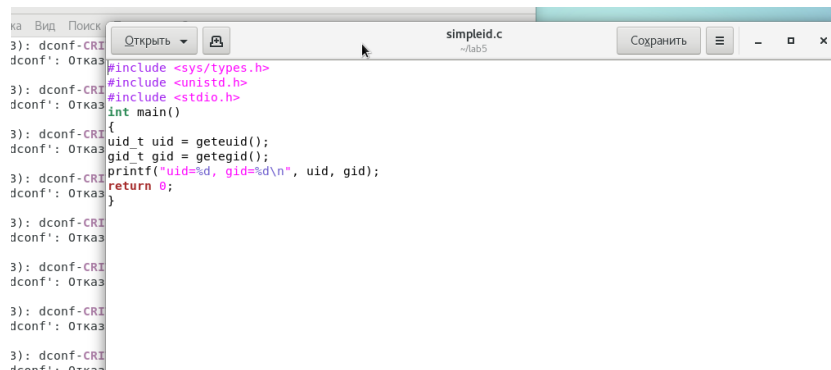 ка Вид Поиск
Открыть
simpleid.c
~/lab5
Сохранить
3): dconf-CRI
dconf': Отказ
3): dconf-CRI
dconf': Отказ
3): dconf-CRI
dconf': Отказ
3): dconf-CRI
dconf': Отказ
3): dconf-CRI
dconf': Отказ
3): dconf-CRI
dconf': Отказ
3): dconf-CRI
dconf': Отказ
3): dconf-CRI
dconf': Отказ
#include <sys/types.h>
#include <unistd.h>
#include <stdio.h>
int main()
{
uid_t uid = geteuid();
gid_t gid = getegid();
printf("uid=%d, gid=%d\n", uid, gid);
return 0;
}